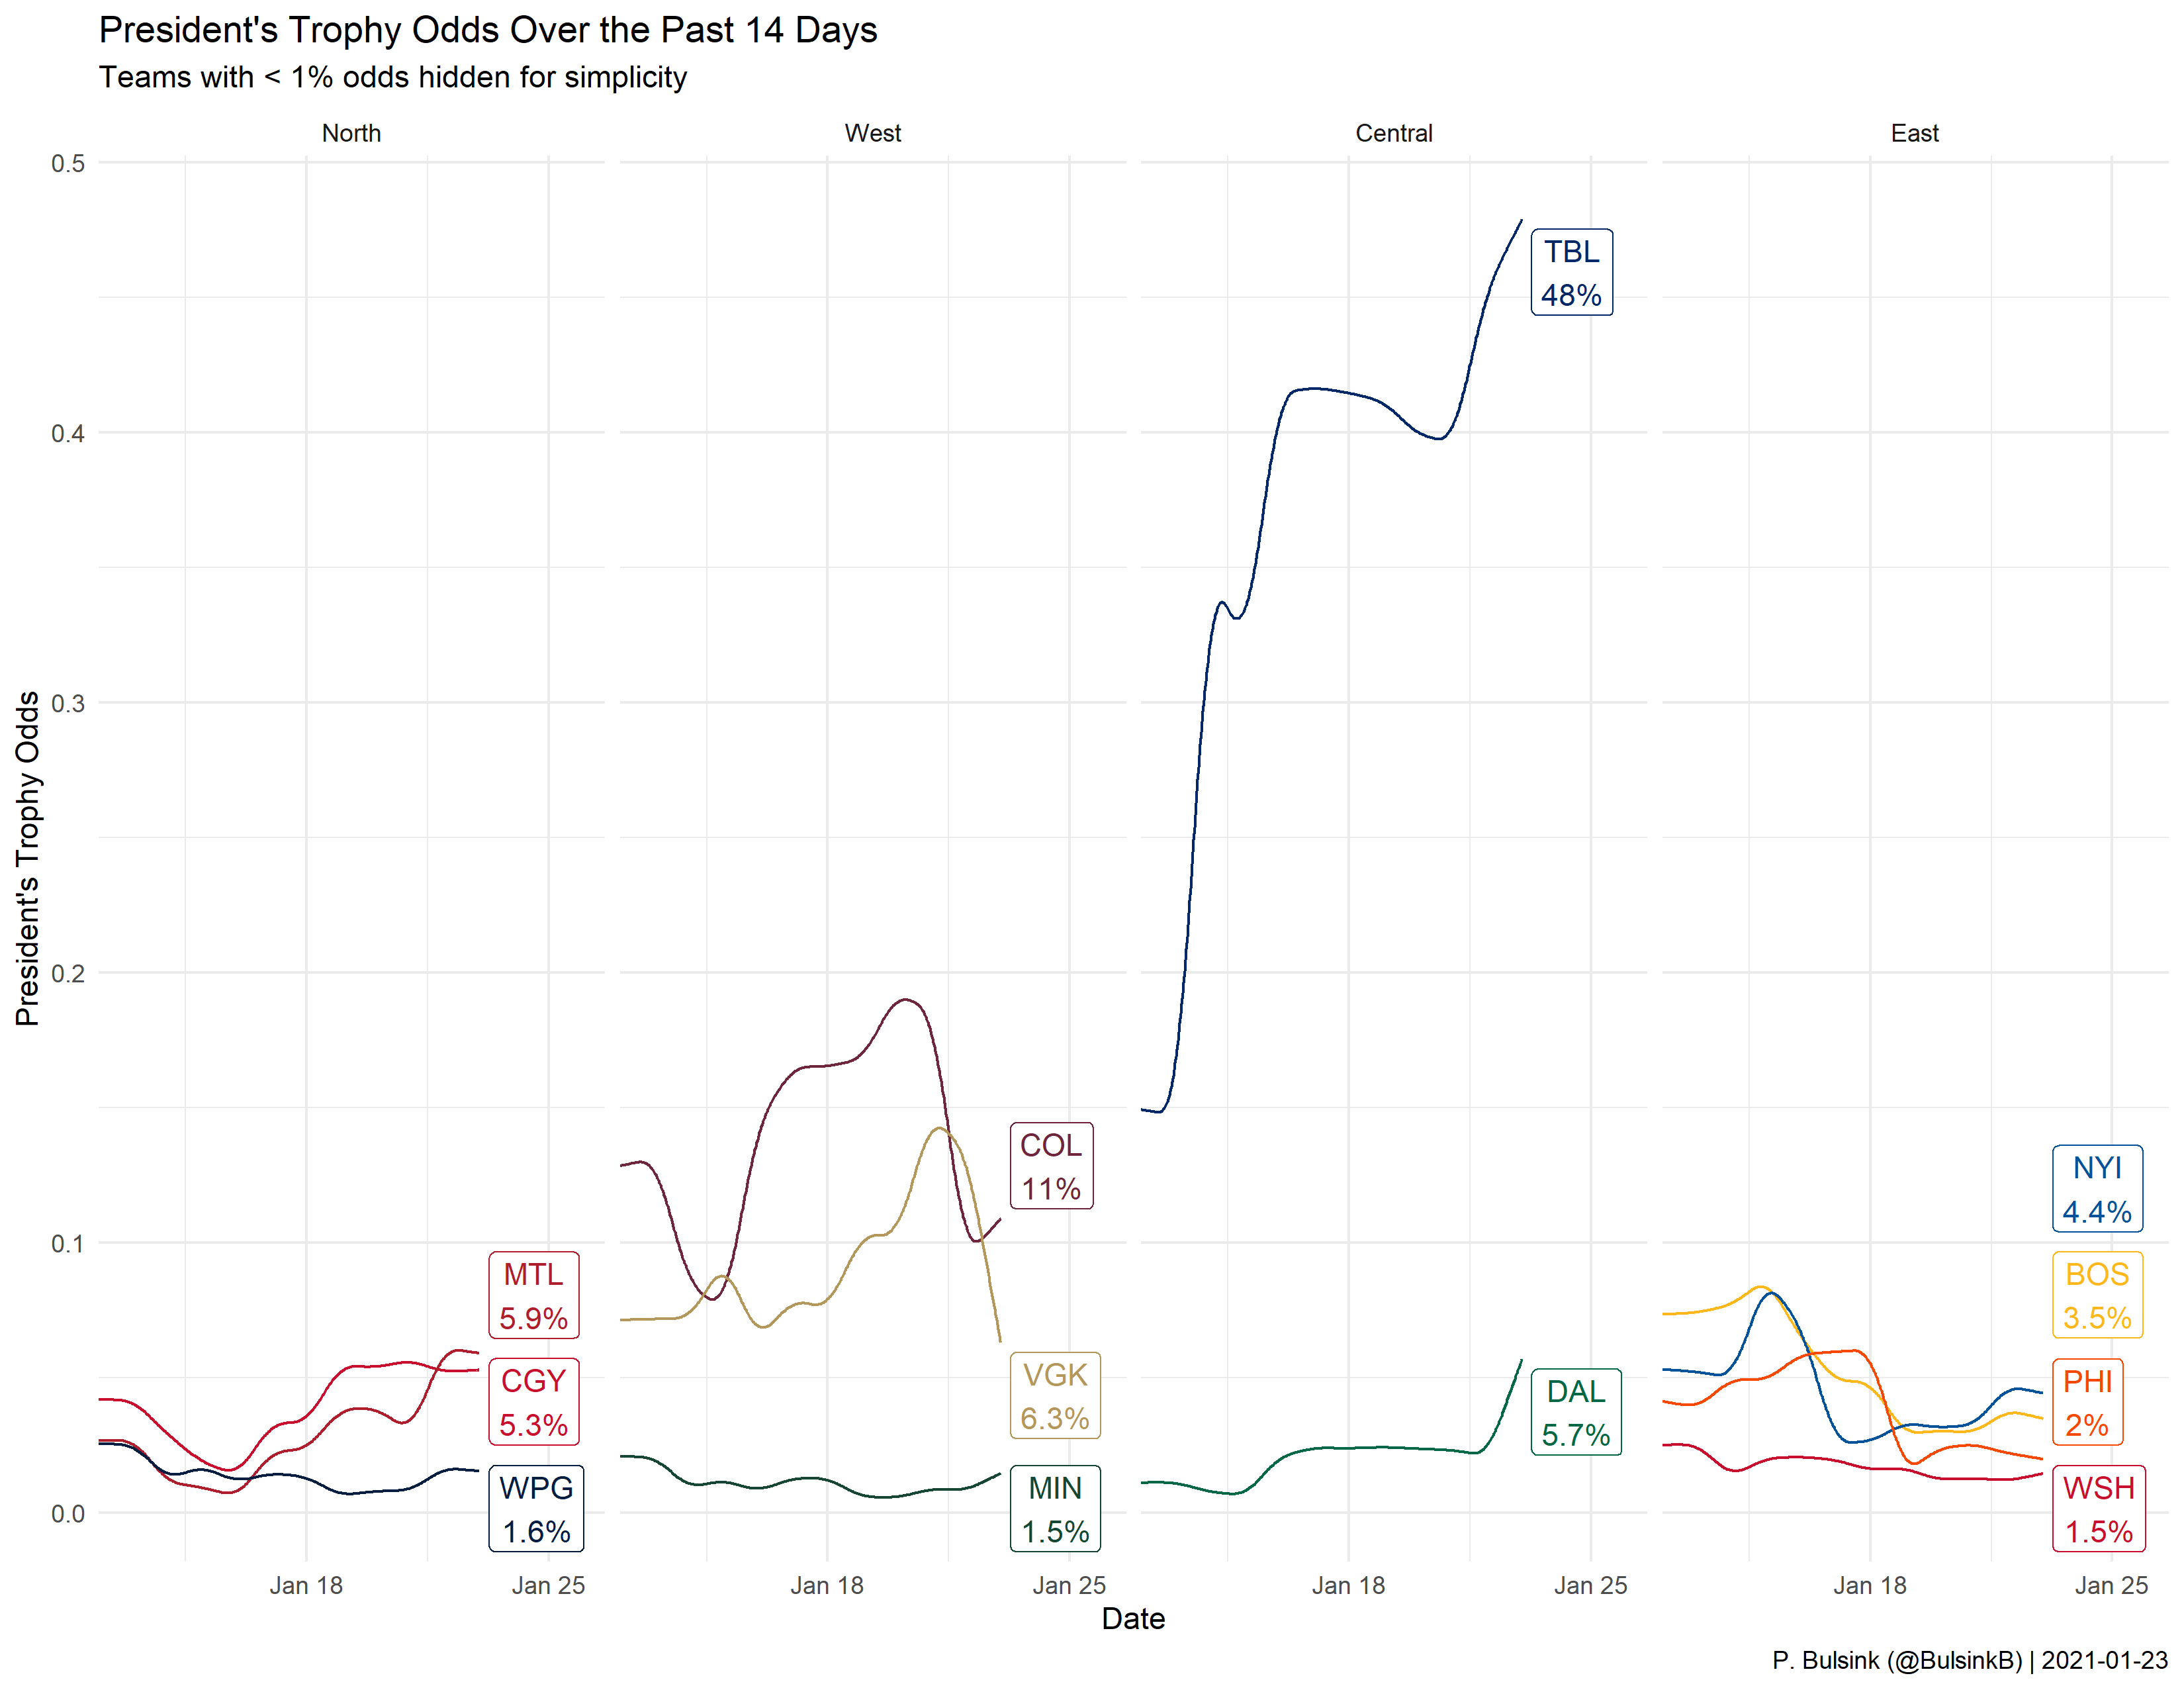 President's Trophy Odds Over the Past 14 Days
Teams with < 1% odds hidden for simplicity
North
West
Central
East
President's Trophy Odds
0.5
0.4
0.3
0.2
0.1
0.0
MTL
5.9%
CGY
5.3%
WPG
1.6%
COL
11%
VGK
6.3%
MIN
1.5%
TBL
48%
DAL
5.7%
NYI
4.4%
BOS
3.5%
PHI
2%
WSH
1.5%
Jan 18
Jan 25
Jan 18
Jan 25
Jan 18
Jan 25
Jan 18
Jan 25
Date
P. Bulsink (@BulsinkB) | 2021-01-23